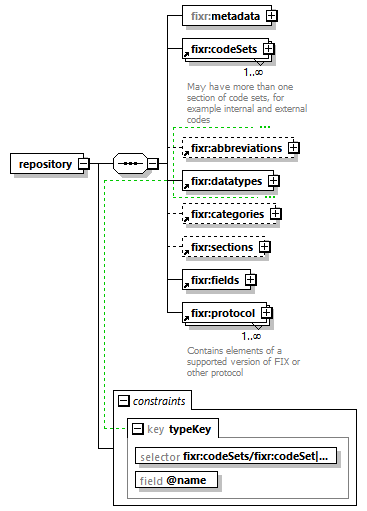 fixr:metadata
fixr:codeSets
1..∞
May have more than one
section of code sets, for
example internal and external
codes
...
fixr:abbreviations
repository
fixr:datatypes
...
fixr:categories
fixr:sections
fixr:fields
fixr:protocol
1..∞
Contains elements of a
supported version of FIX or
other protocol
constraints
key typeKey
selector fixr:codeSets/fixr:codeSet|...
field @name